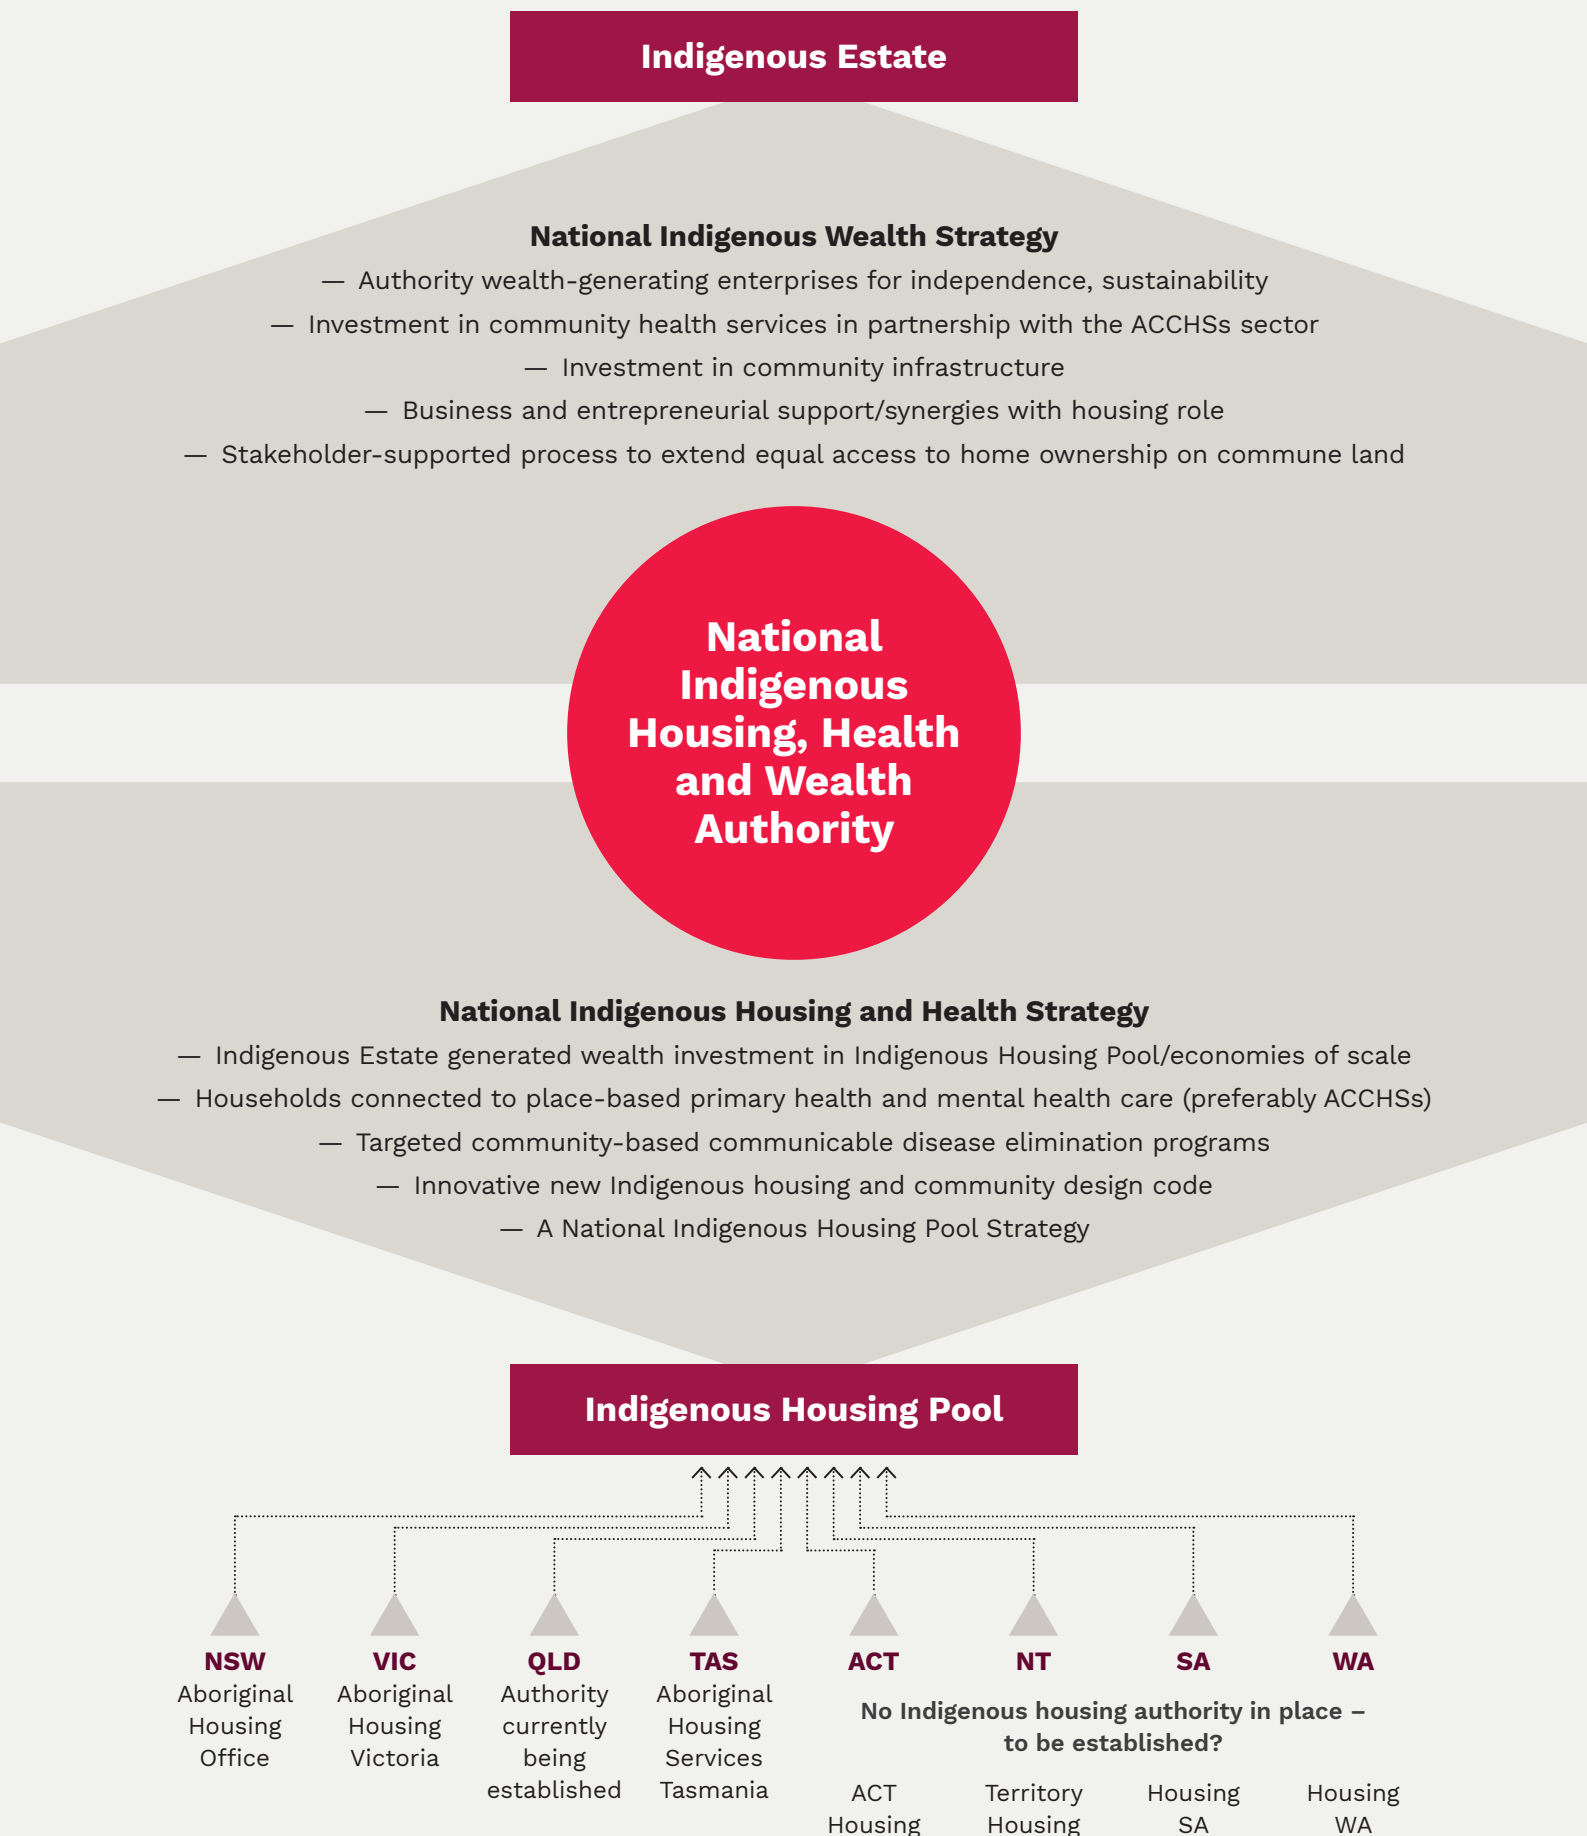 Indigenous Estate
National Indigenous Wealth Strategy
— Authority wealth-generating enterprises for independence, sustainability
— Investment in community health services in partnership with the ACCHSs sector
— Investment in community infrastructure
— Business and entrepreneurial support/synergies with housing role
— Stakeholder-supported process to extend equal access to home ownership on commune land
National
Indigenous
Housing, Health
and Wealth
Authority
National Indigenous Housing and Health Strategy
— Indigenous Estate generated wealth investment in Indigenous Housing Pool/economies of scale
— Households connected to place-based primary health and mental health care (preferably ACCHSs)
— Targeted community-based communicable disease elimination programs
— Innovative new Indigenous housing and community design code
— A National Indigenous Housing Pool Strategy
Indigenous Housing Pool
NSW
Aboriginal
Housing
Office
VIC
Aboriginal
Housing
Victoria
QLD
Authority
currently
being
established
TAS
Aboriginal
Housing
Services
Tasmania
ACT
NT
SA
WA
No Indigenous housing authority in place –
to be established?
ACT
Housing
Territory
Housing
Housing
SA
Housing
WA